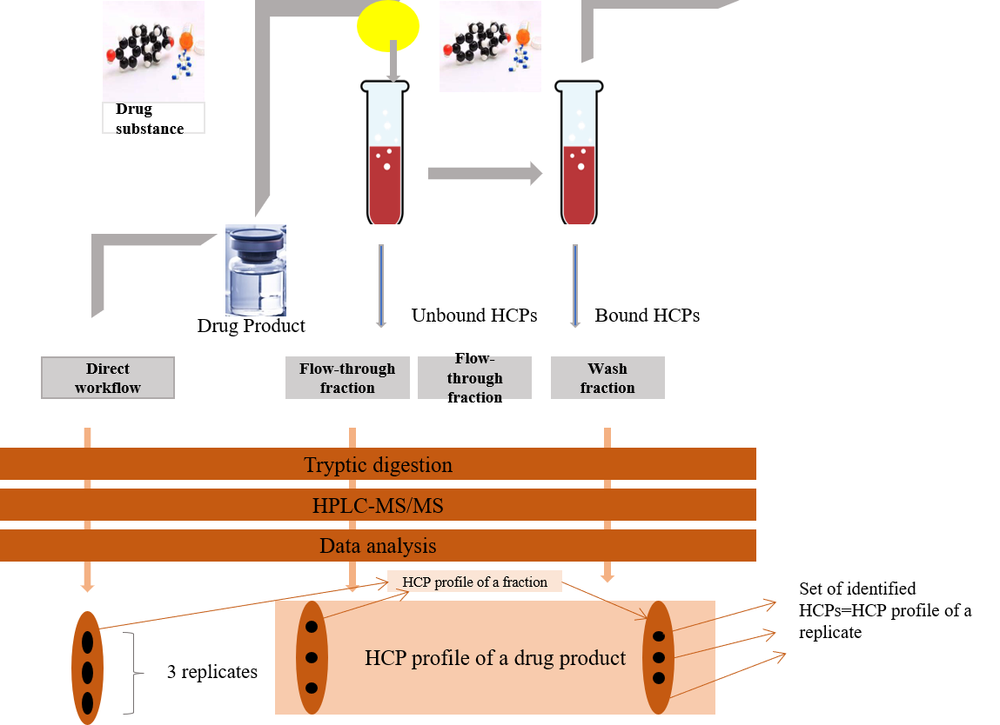 Drug
substance
Drug Product
Unbound HCPs
Bound HCPs
Direct
workflow
Flow-through
fraction
Flow-
through
fraction
Wash
fraction
Tryptic digestion
HPLC-MS/MS
Data analysis
HCP profile of a fraction
Set of identified
HCPs=HCP profile of a
replicate
HCP profile of a drug product
3 replicates